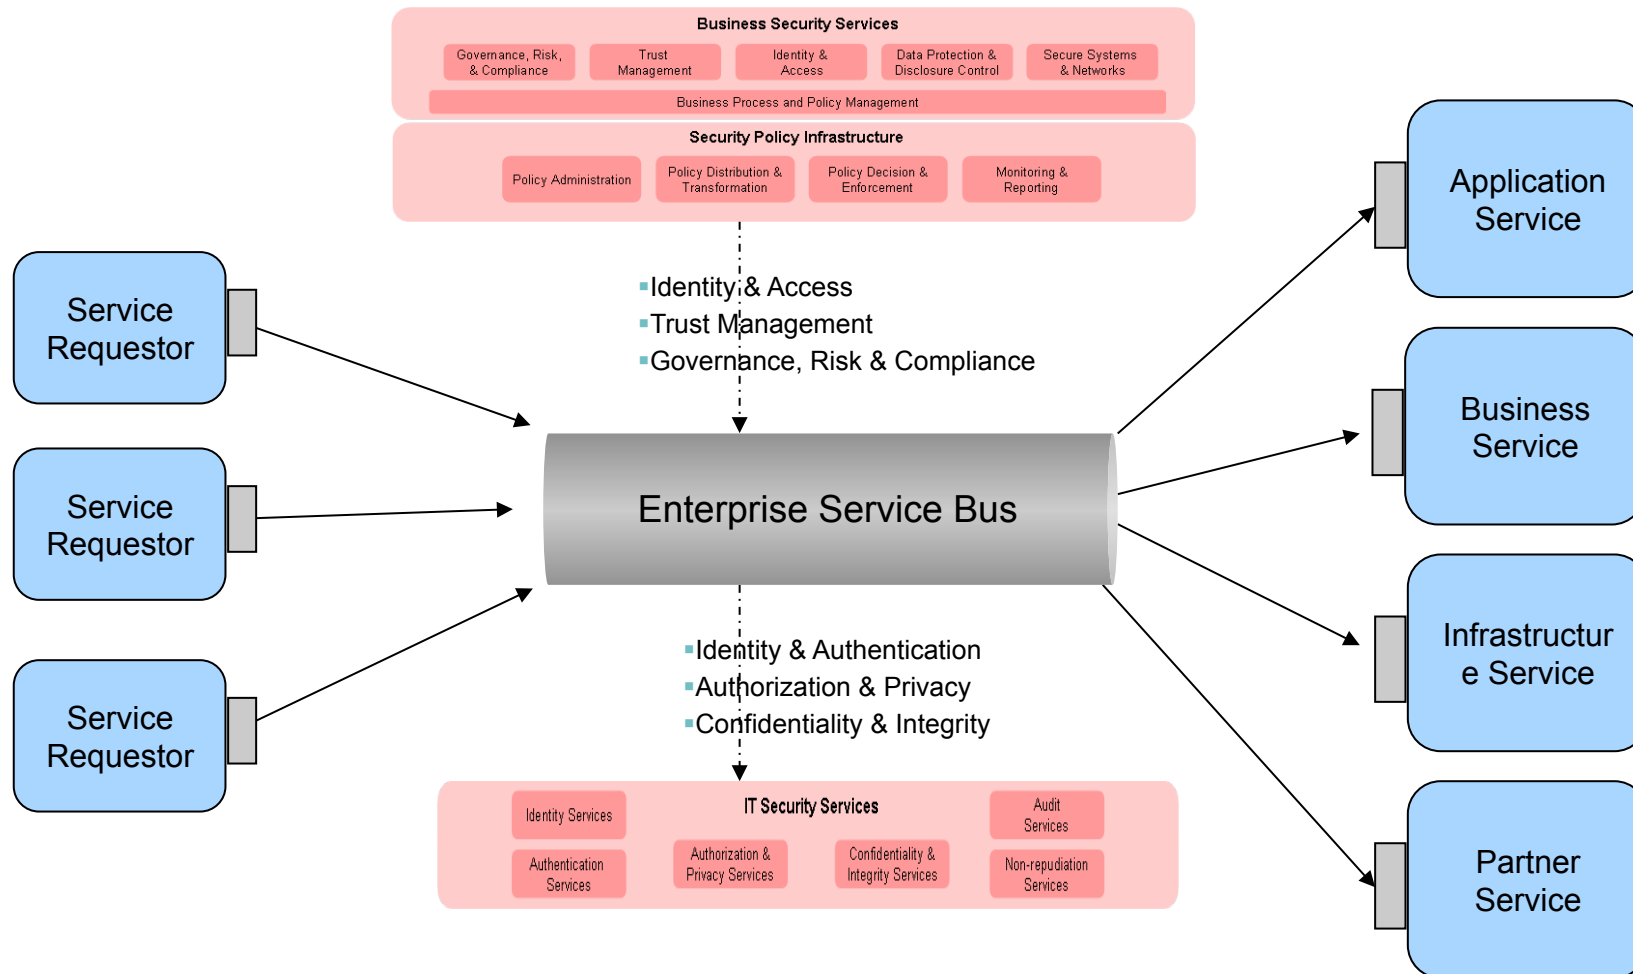 Business Security Services
Governance, Risk,
& Compliance
Trust
Management
Identity &
Access
Data Protection &
Disclosure Control
Secure Systems
& Networks
Business Process and Policy Management
Security Policy Infrastructure
Policy Administration
Policy Distribution &
Transformation
Policy Decision &
Enforcement
Monitoring &
Reporting
Identity & Access
Trust Management
Governance, Risk & Compliance
Service
Requestor
Service
Requestor
Service
Requestor
Enterprise Service Bus
Application
Service
Business
Service
Infrastructur
e Service
Partner
Service
Identity & Authentication
Authorization & Privacy
Confidentiality & Integrity
IT Security Services
Identity Services
Authentication
Services
Authorization &
Privacy Services
Confidentiality &
Integrity Services
Audit
Services
Non-repudiation
Services